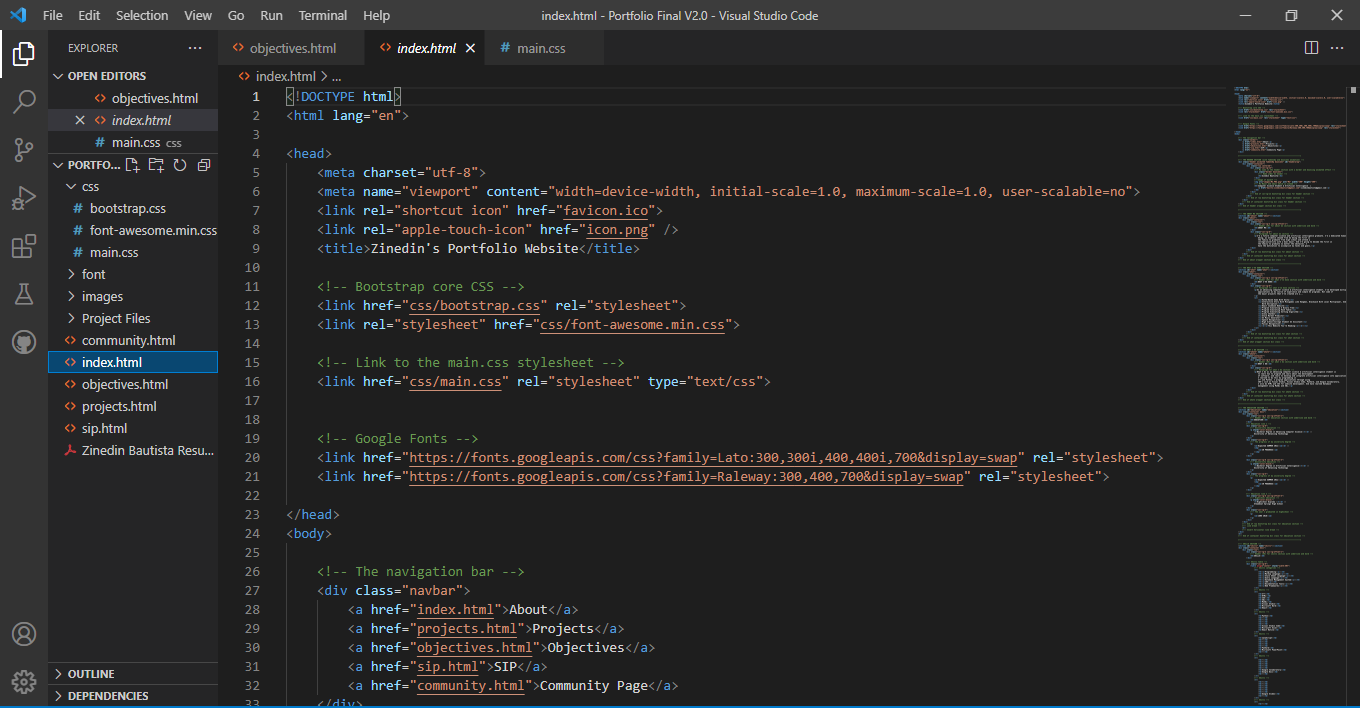 File Edit Selection View Go Run Terminal Help index.html - Portfolio Final V2.0 - Visual Studio Code
EXPLORER
OPEN EDITORS
objectives.html
index.html
main.css css
PORTFO...
css
bootstrap.css
font-awesome.min.css
main.css
font
images
Project Files
community.html
index.html
objectives.html
projects.html
sip.html
Zinedin Bautista Resu...
OUTLINE
DEPENDENCIES
objectives.html index.html main.css
index.html > ...
1 <!DOCTYPE html>
2 <html lang="en">
3
4 <head>
5 <meta charset="utf-8">
6 <meta name="viewport" content="width=device-width, initial-scale=1.0, maximum-scale=1.0, user-scalable=no">
7 <link rel="shortcut icon" href="favicon.ico">
8 <link rel="apple-touch-icon" href="icon.png" />
9 <title>Zinedin's Portfolio Website</title>
10
11 <!-- Bootstrap core CSS -->
12 <link href="css/bootstrap.css" rel="stylesheet">
13 <link rel="stylesheet" href="css/font-awesome.min.css">
14
15 <!-- Link to the main.css stylesheet -->
16 <link href="css/main.css" rel="stylesheet" type="text/css">
17
18
19 <!-- Google Fonts -->
20 <link href="https://fonts.googleapis.com/css?family=Lato:300,300i,400,400i,700&display=swap" rel="stylesheet">
21 <link href="https://fonts.googleapis.com/css?family=Raleway:300,400,700&display=swap" rel="stylesheet">
22
23 </head>
24 <body>
25
26 <!-- The navigation bar -->
27 <div class="navbar">
28 <a href="index.html">About</a>
29 <a href="projects.html">Projects</a>
30 <a href="objectives.html">Objectives</a>
31 <a href="sip.html">SIP</a>
32 <a href="community.html">Community Page</a>
33 </div>